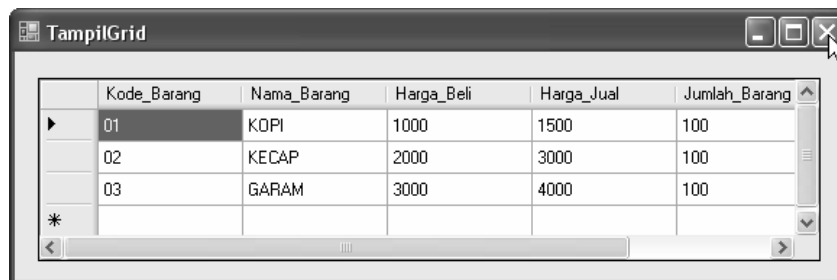 TampilGrid
Kode_Barang Nama_Barang Harga_Beli Harga_Jual Jumlah_Barang
01 KOPI 1000 1500 100
02 KECAP 2000 3000 100
03 GARAM 3000 4000 100